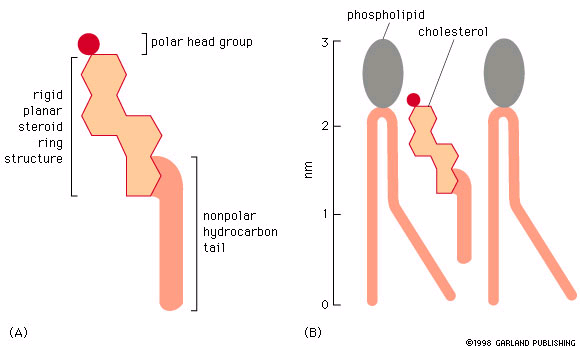 polar head group
rigid
planar
steroid
ring
structure
nonpolar
hydrocarbon
tail
(A)
phospholipid
cholesterol
3
2
nm
1
0
(B)
©1998 GARLAND PUBLISHING